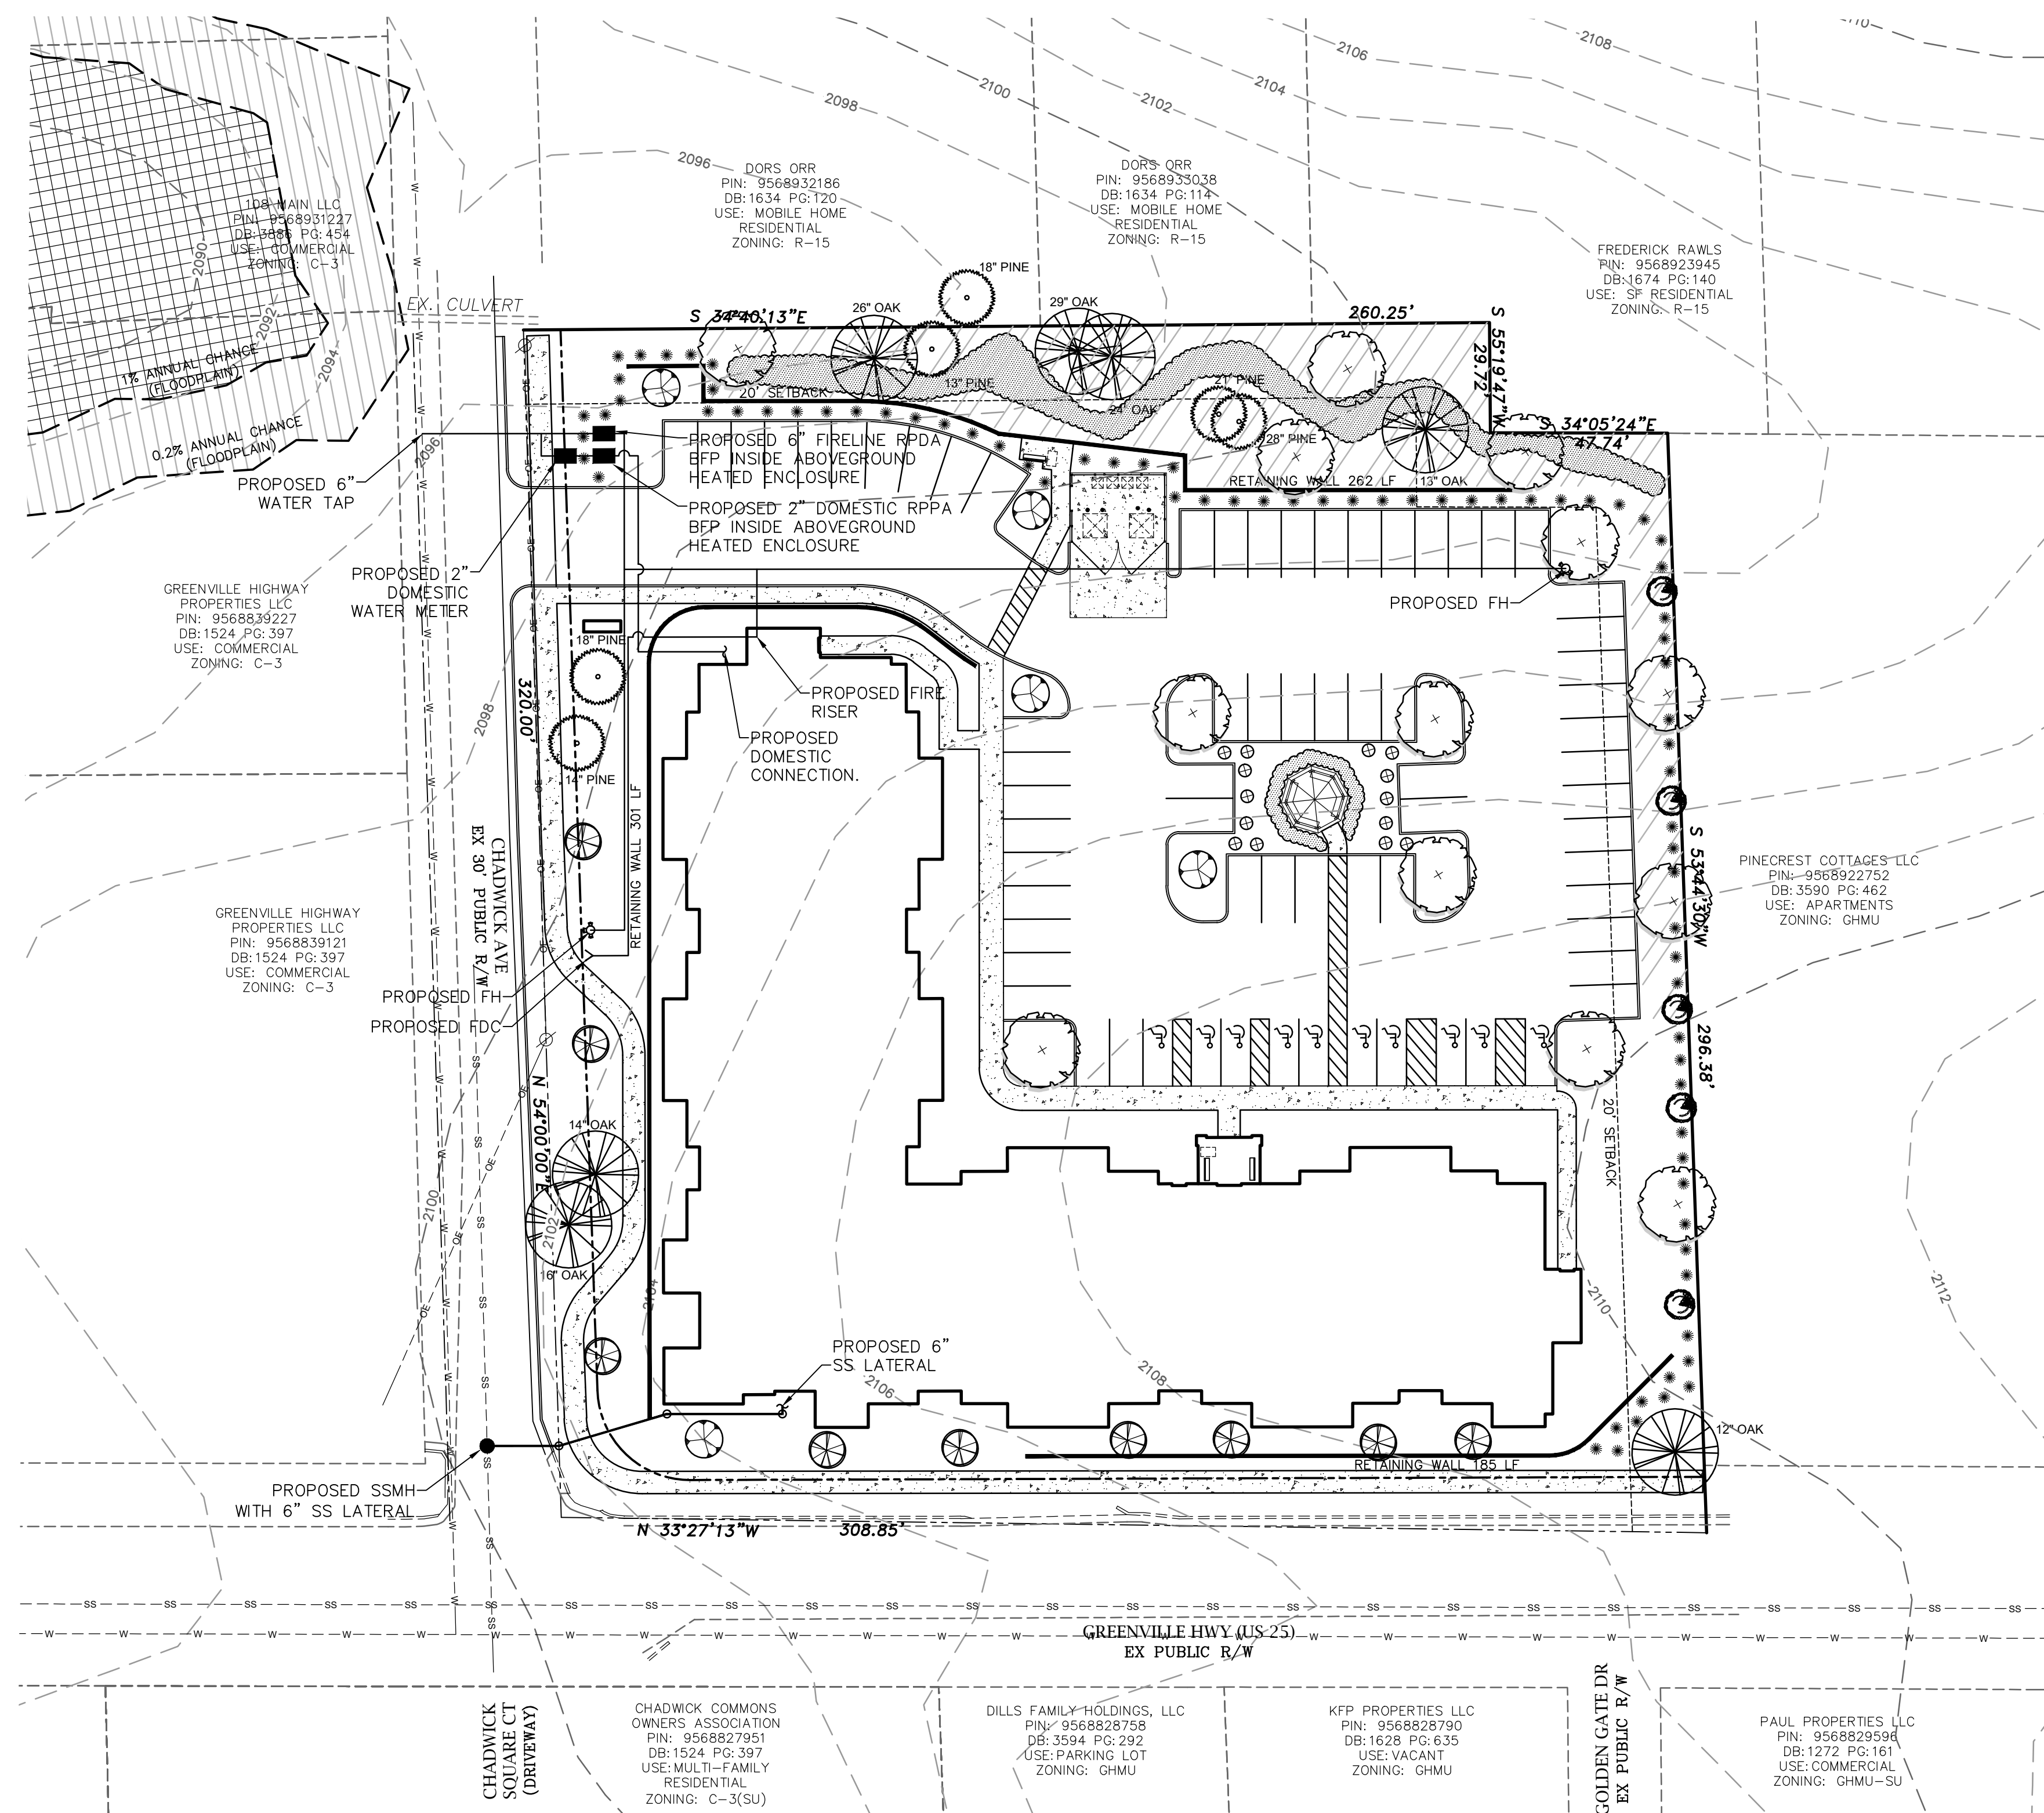 2110
2108
2106
2104
2102
2100
2098
2096
DORS ORR
PIN: 9568932186
DB:1634 PG:120
USE: MOBILE HOME
RESIDENTIAL
ZONING: R-15
DORS ORR
PIN: 9568933038
DB:1634 PG:114
USE: MOBILE HOME
RESIDENTIAL
ZONING: R-15
FREDERICK RAWLS
PIN: 9568923945
DB:1674 PG:140
USE: SF RESIDENTIAL
ZONING: R-15
108 MAIN LLC
PIN: 9568931227
DB:3886 PG:454
USE: COMMERCIAL
ZONING: C-3
2090
2092
2094
2096
1% ANNUAL CHANCE
(FLOODPLAIN)
0.2% ANNUAL CHANCE
(FLOODPLAIN)
EX. CULVERT
S 34°40'13"E
260.25'
S 55°19'47"W
29.72'
S 34°05'24"E
47.74'
18" PINE
26" OAK
29" OAK
13" PINE
24" OAK
21" PINE
28" PINE
13" OAK
20' SETBACK
RETAINING WALL 262 LF
PROPOSED 6"
WATER TAP
PROPOSED 6" FIRELINE RPDA
BFP INSIDE ABOVEGROUND
HEATED ENCLOSURE
PROPOSED 2" DOMESTIC RPPA
BFP INSIDE ABOVEGROUND
HEATED ENCLOSURE
PROPOSED 2"
DOMESTIC
WATER METER
PROPOSED FH
GREENVILLE HIGHWAY
PROPERTIES LLC
PIN: 9568839227
DB:1524 PG:397
USE: COMMERCIAL
ZONING: C-3
18" PINE
14" PINE
PROPOSED FIRE
RISER
PROPOSED
DOMESTIC
CONNECTION.
2098
320.00'
RETAINING WALL 301 LF
CHADWICK AVE
EX 30' PUBLIC R/W
GREENVILLE HIGHWAY
PROPERTIES LLC
PIN: 9568839121
DB:1524 PG:397
USE: COMMERCIAL
ZONING: C-3
PROPOSED FH
PROPOSED FDC
PINECREST COTTAGES LLC
PIN: 9568922752
DB:3590 PG:462
USE: APARTMENTS
ZONING: GHMU
S 53°44'30"W
296.38'
20' SETBACK
N 54°00'00"E
14" OAK
16" OAK
2100
2102
2104
2106
2108
2110
2112
PROPOSED 6"
SS LATERAL
12" OAK
RETAINING WALL 185 LF
PROPOSED SSMH
WITH 6" SS LATERAL
N 33°27'13"W
308.85'
GREENVILLE HWY (US 25)
EX PUBLIC R/W
CHADWICK
SQUARE CT
(DRIVEWAY)
CHADWICK COMMONS
OWNERS ASSOCIATION
PIN: 9568827951
DB:1524 PG:397
USE:MULTI-FAMILY
RESIDENTIAL
ZONING: C-3(SU)
DILLS FAMILY HOLDINGS, LLC
PIN: 9568828758
DB:3594 PG:292
USE:PARKING LOT
ZONING: GHMU
KFP PROPERTIES LLC
PIN: 9568828790
DB:1628 PG:635
USE:VACANT
ZONING: GHMU
GOLDEN GATE DR
EX PUBLIC R/W
PAUL PROPERTIES LLC
PIN: 9568829596
DB:1272 PG:161
USE:COMMERCIAL
ZONING: GHMU-SU